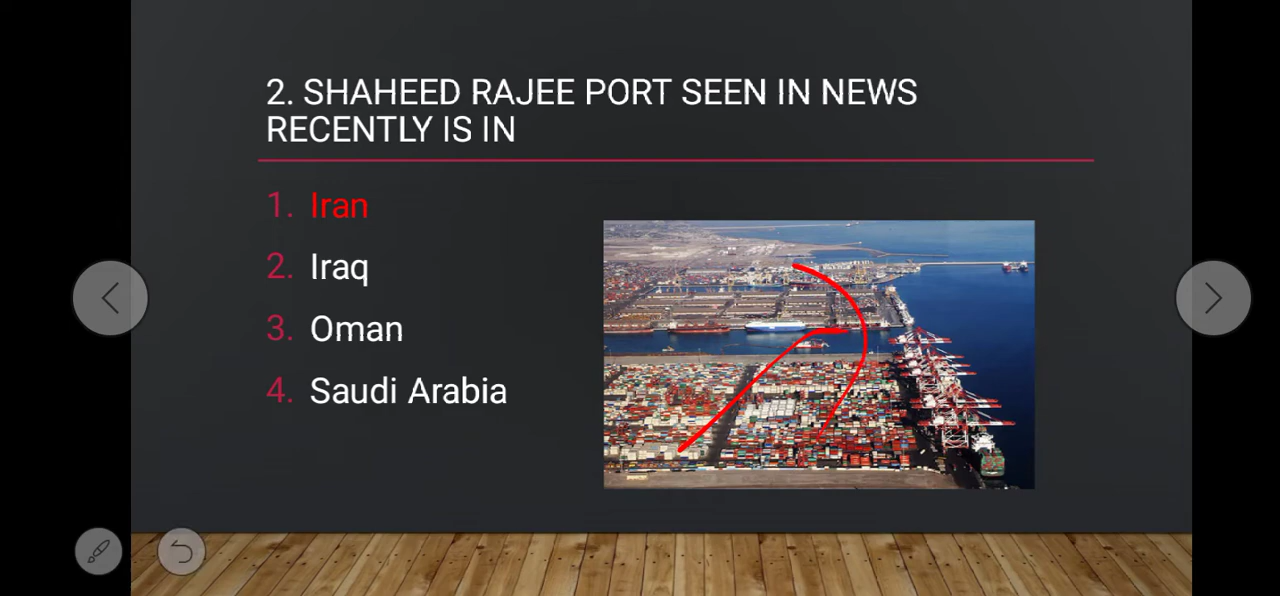 2. SHAHEED RAJEE PORT SEEN IN NEWS
RECENTLY IS IN
1. Iran
2. Iraq
3. Oman
4. Saudi Arabia